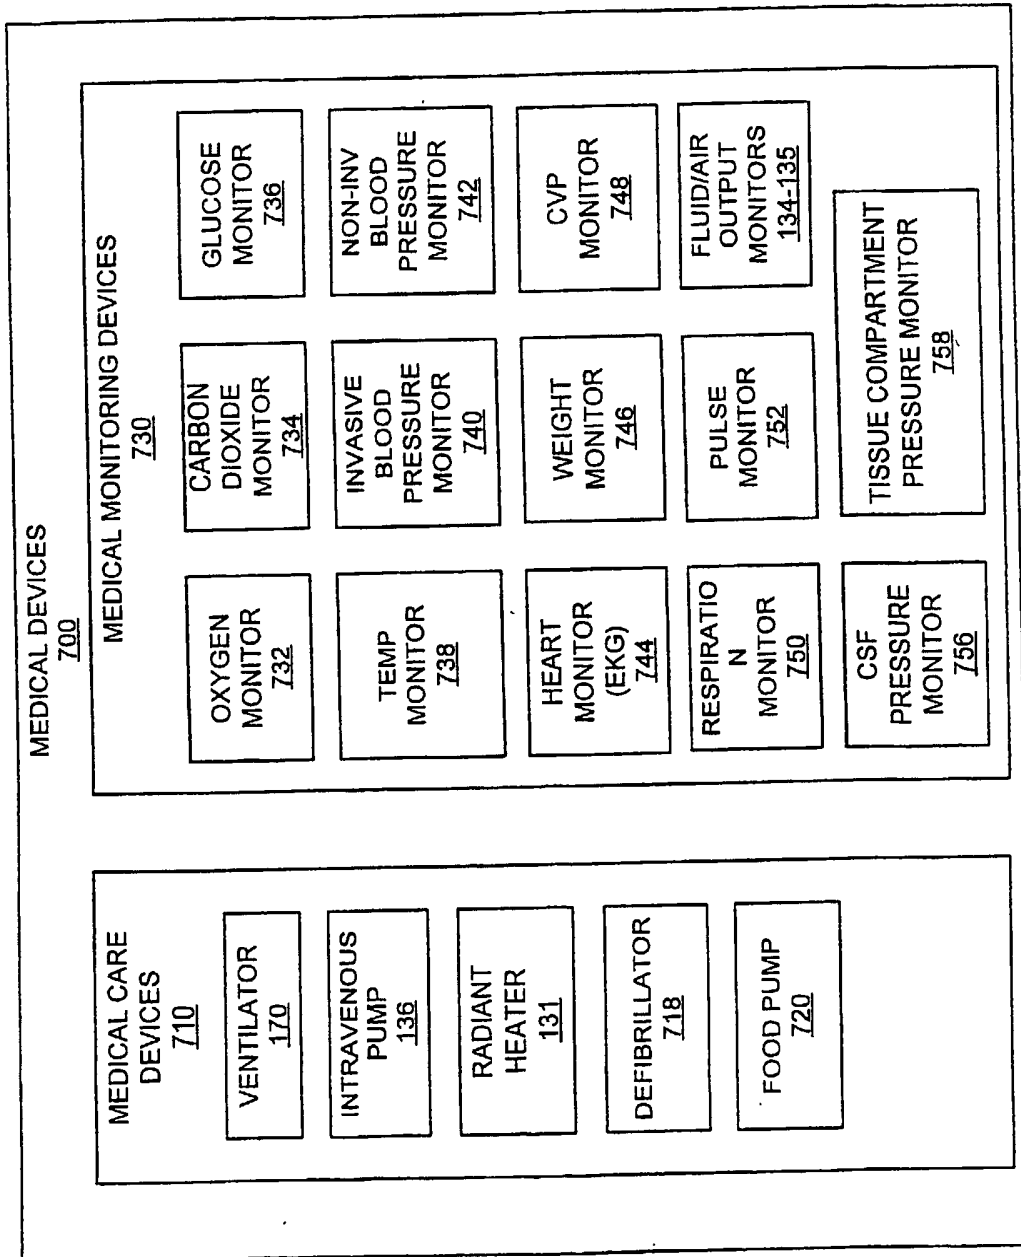 MEDICAL DEVICES
700
MEDICAL CARE
DEVICES
710
VENTILATOR
170
INTRAVENOUS
PUMP
136
RADIANT
HEATER
131
DEFIBRILLATOR
718
FOOD PUMP
720
MEDICAL MONITORING DEVICES
730
OXYGEN
MONITOR
732
CARBON
DIOXIDE
MONITOR
734
GLUCOSE
MONITOR
736
TEMP
MONITOR
738
INVASIVE
BLOOD
PRESSURE
MONITOR
740
NON-INV
BLOOD
PRESSURE
MONITOR
742
HEART
MONITOR
(EKG)
744
WEIGHT
MONITOR
746
CVP
MONITOR
748
RESPIRATIO
N
MONITOR
750
PULSE
MONITOR
752
FLUID/AIR
OUTPUT
MONITORS
134-135
CSF
PRESSURE
MONITOR
756
TISSUE COMPARTMENT
PRESSURE MONITOR
758